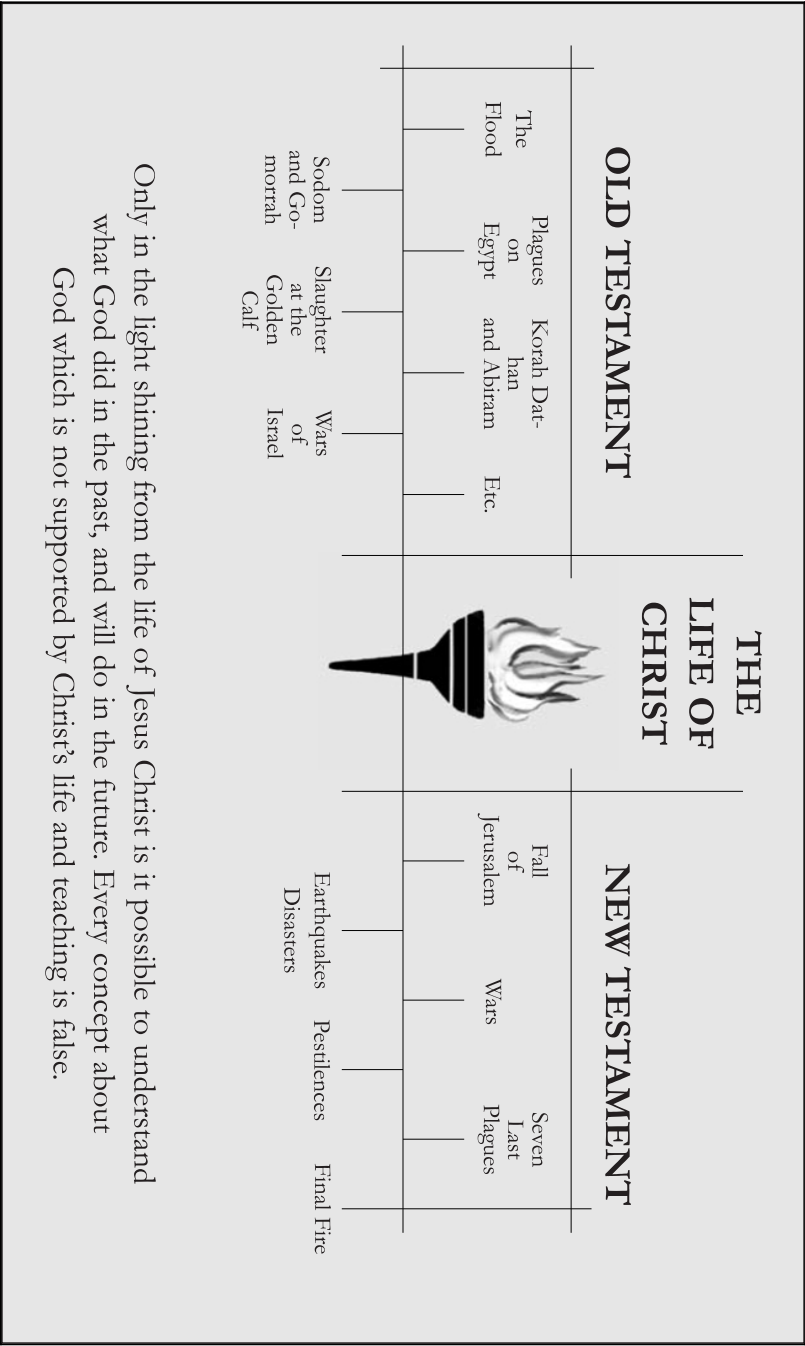 THE
LIFE OF
CHRIST
OLD TESTAMENT
NEW TESTAMENT
The
Flood
Plagues
on
Egypt
Korah Dat-
han
and Abiram
Etc.
Fall
of
Jerusalem
Wars
Seven
Last
Plagues
Sodom
and Go-
morrah
Slaughter
at the
Golden
Calf
Wars
of
Israel
Earthquakes
Disasters
Pestilences
Final Fire
Only in the light shining from the life of Jesus Christ is it possible to understand
what God did in the past, and will do in the future. Every concept about
God which is not supported by Christ’s life and teaching is false.